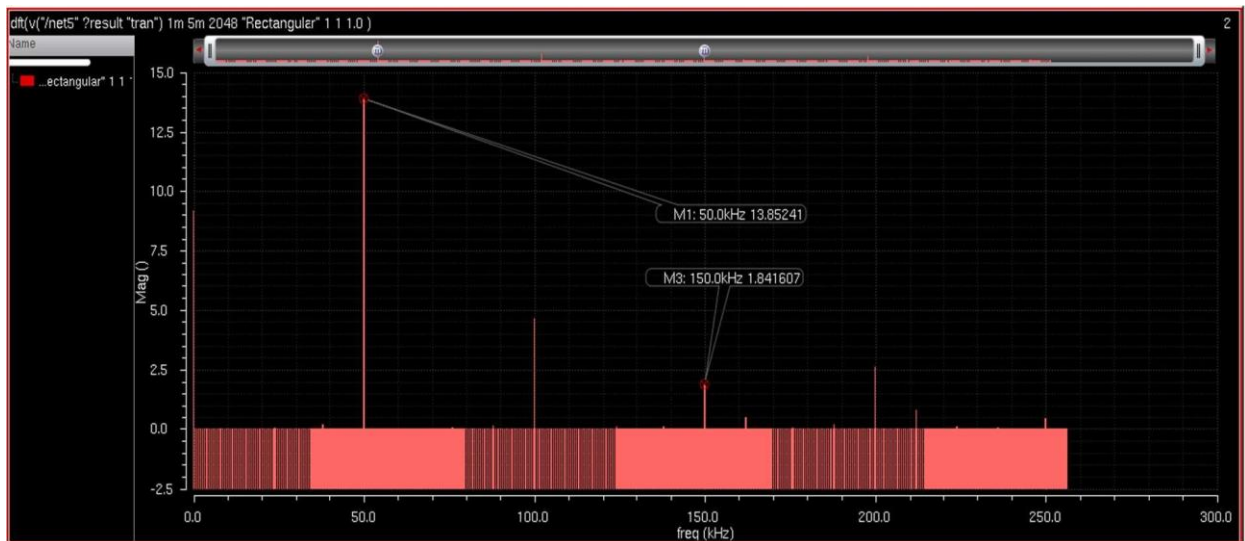 dft(v("/net5" ?result "tran") 1m 5m 2048 "Rectangular" 1 1 1.0 )
2
Name
...ectangular" 1 1
15.0
12.5
10.0
7.5
5.0
2.5
0.0
-2.5
Mag ()
M1: 50.0kHz 13.85241
M3: 150.0kHz 1.841607
0.0 50.0 100.0 150.0 200.0 250.0 300.0
freq (kHz)